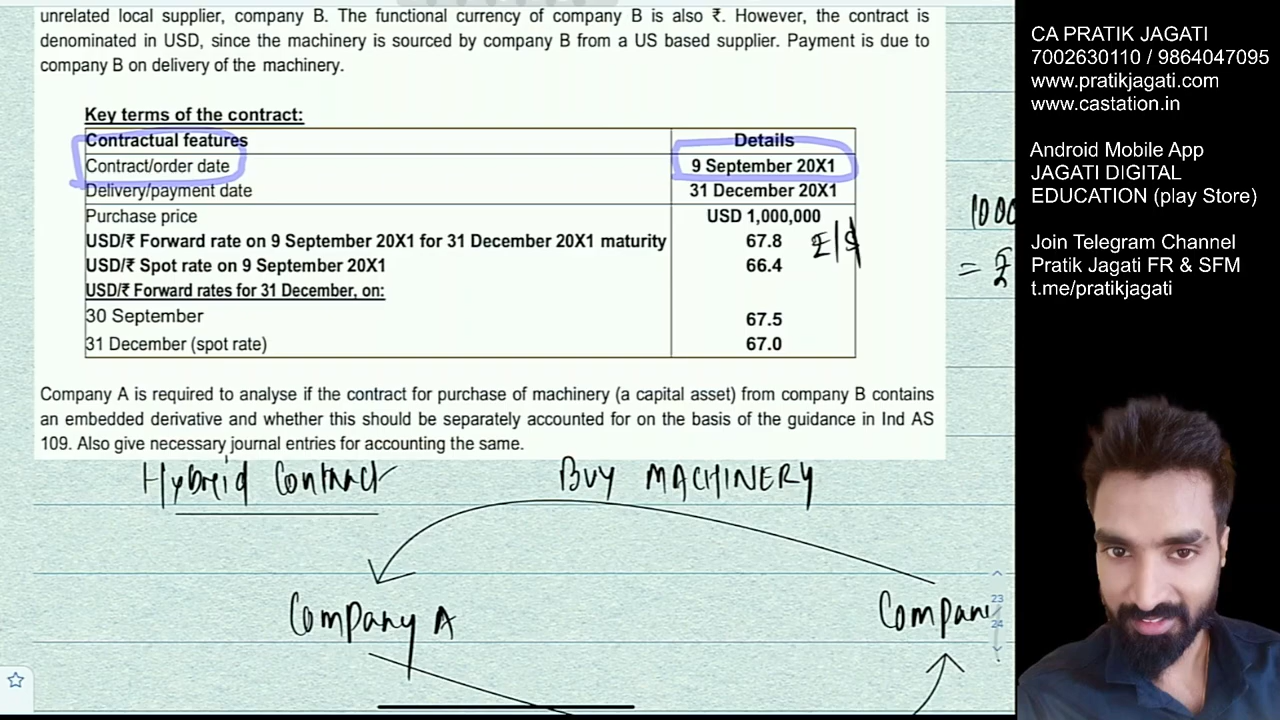 unrelated local supplier, company B. The functional currency of company B is also ₹. However, the contract is
denominated in USD, since the machinery is sourced by company B from a US based supplier. Payment is due to
company B on delivery of the machinery.
Key terms of the contract:
Contractual features Details
Contract/order date 9 September 20X1
Delivery/payment date 31 December 20X1
Purchase price USD 1,000,000
USD/₹ Forward rate on 9 September 20X1 for 31 December 20X1 maturity 67.8 ₹/$
USD/₹ Spot rate on 9 September 20X1 66.4
USD/₹ Forward rates for 31 December, on:
30 September 67.5
31 December (spot rate) 67.0
1000
= ₹
Company A is required to analyse if the contract for purchase of machinery (a capital asset) from company B contains
an embedded derivative and whether this should be separately accounted for on the basis of the guidance in Ind AS
109. Also give necessary journal entries for accounting the same.
Hybrid Contract BUY MACHINERY
Company A Compan
23
24
CA PRATIK JAGATI
7002630110 / 9864047095
www.pratikjagati.com
www.castation.in
Android Mobile App
JAGATI DIGITAL
EDUCATION (play Store)
Join Telegram Channel
Pratik Jagati FR & SFM
t.me/pratikjagati